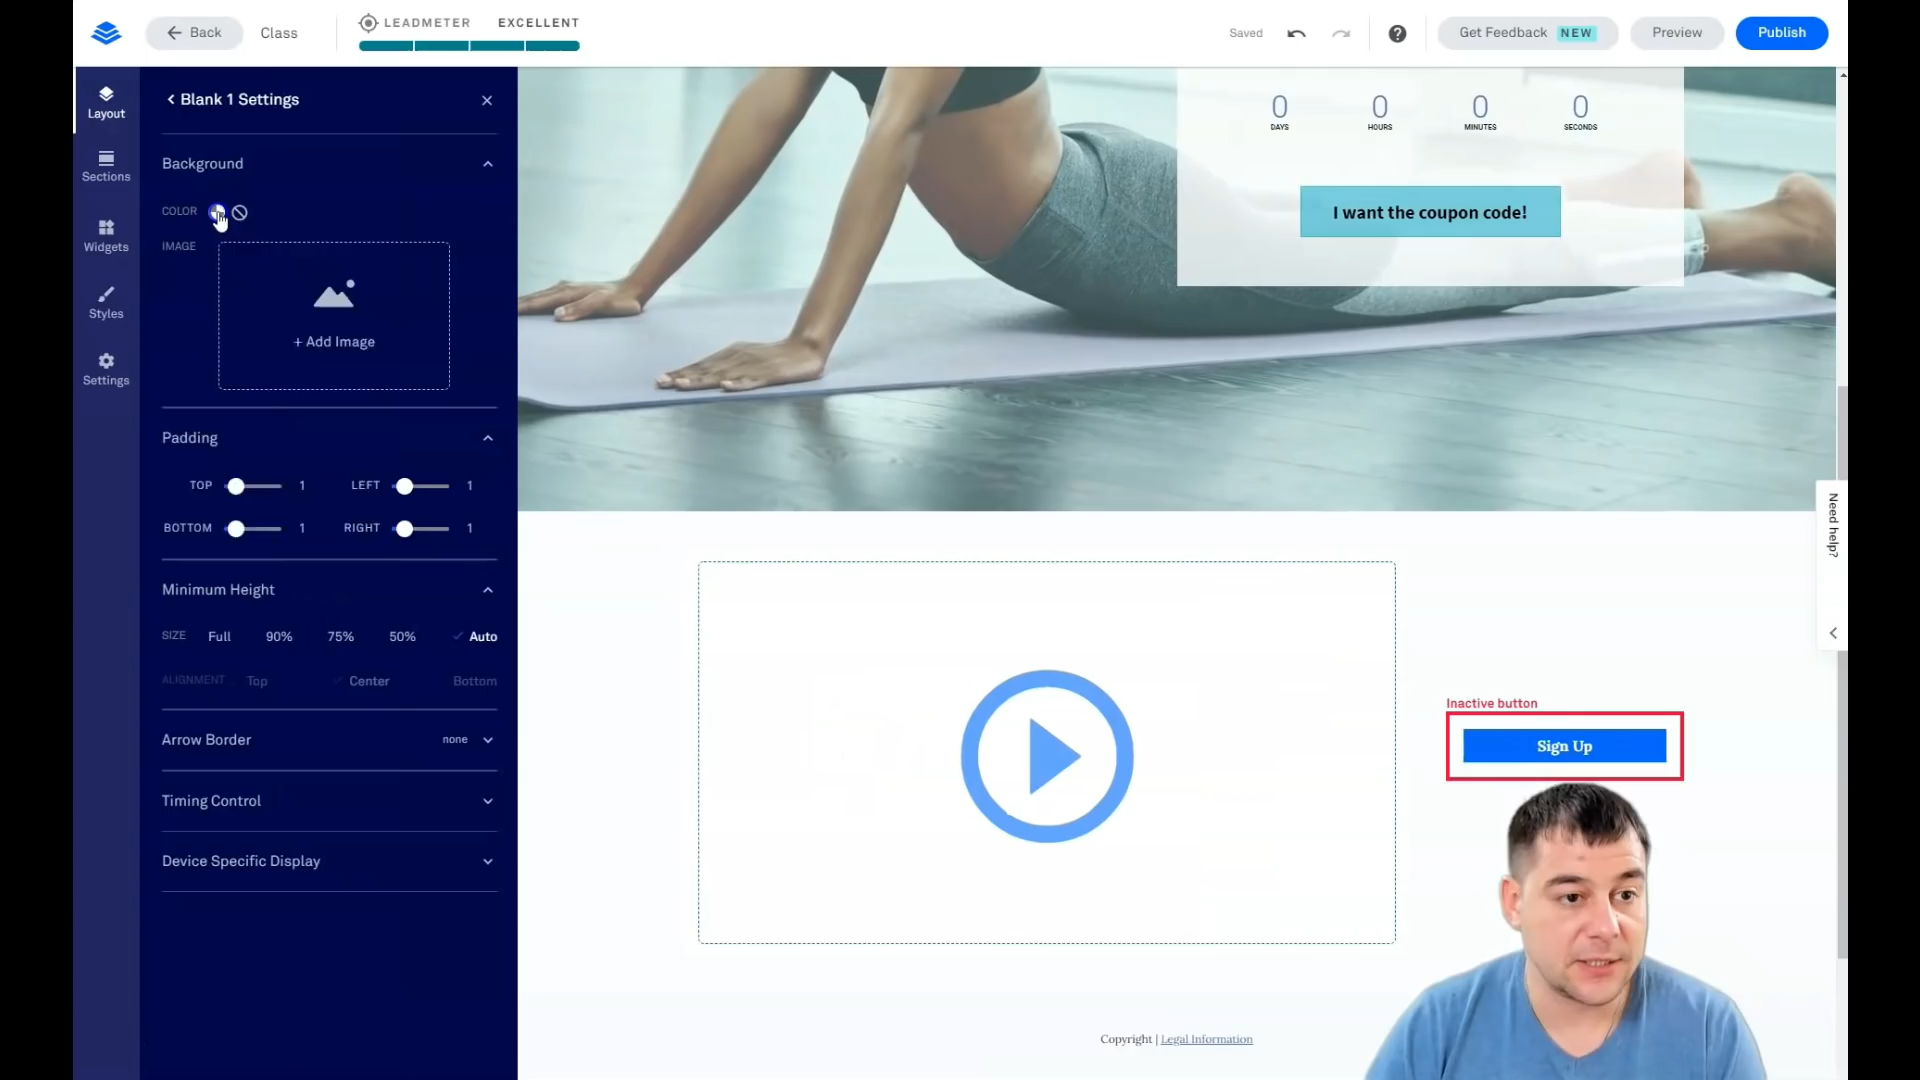 Back
Class
LEADMETER EXCELLENT
Saved
Get Feedback NEW
Preview
Publish
Layout
Sections
Widgets
Styles
Settings
Blank 1 Settings
Background
COLOR
IMAGE
+ Add Image
Padding
TOP 1 LEFT 1
BOTTOM 1 RIGHT 1
Minimum Height
SIZE Full 90% 75% 50% Auto
ALIGNMENT Top Center Bottom
Arrow Border none
Timing Control
Device Specific Display
0 0 0 0
DAYS HOURS MINUTES SECONDS
I want the coupon code!
Need help?
Inactive button
Sign Up
Copyright | Legal Information